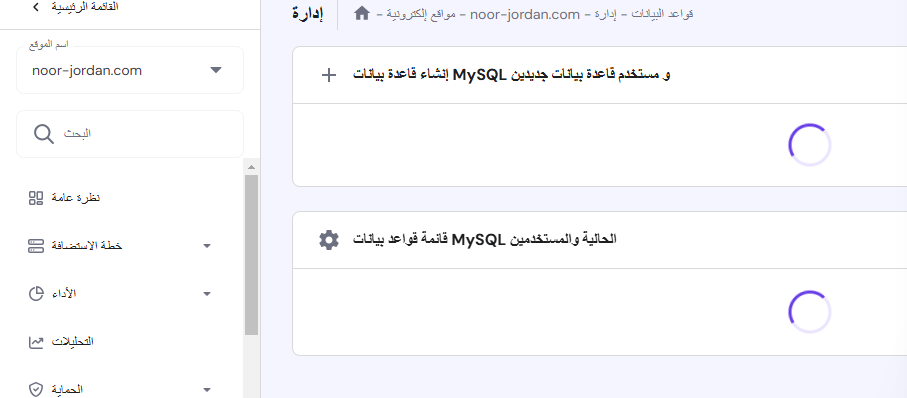 القائمة الرئيسية
اسم الموقع
noor-jordan.com
البحث
نظرة عامة
خطة الاستضافة
الأداء
التحليلات
الحماية
إدارة
قواعد البيانات - إدارة - noor-jordan.com - مواقع إلكترونية -
و مستخدم قاعدة بيانات جديدين MySQL إنشاء قاعدة بيانات
الحالية والمستخدمين MySQL قائمة قواعد بيانات